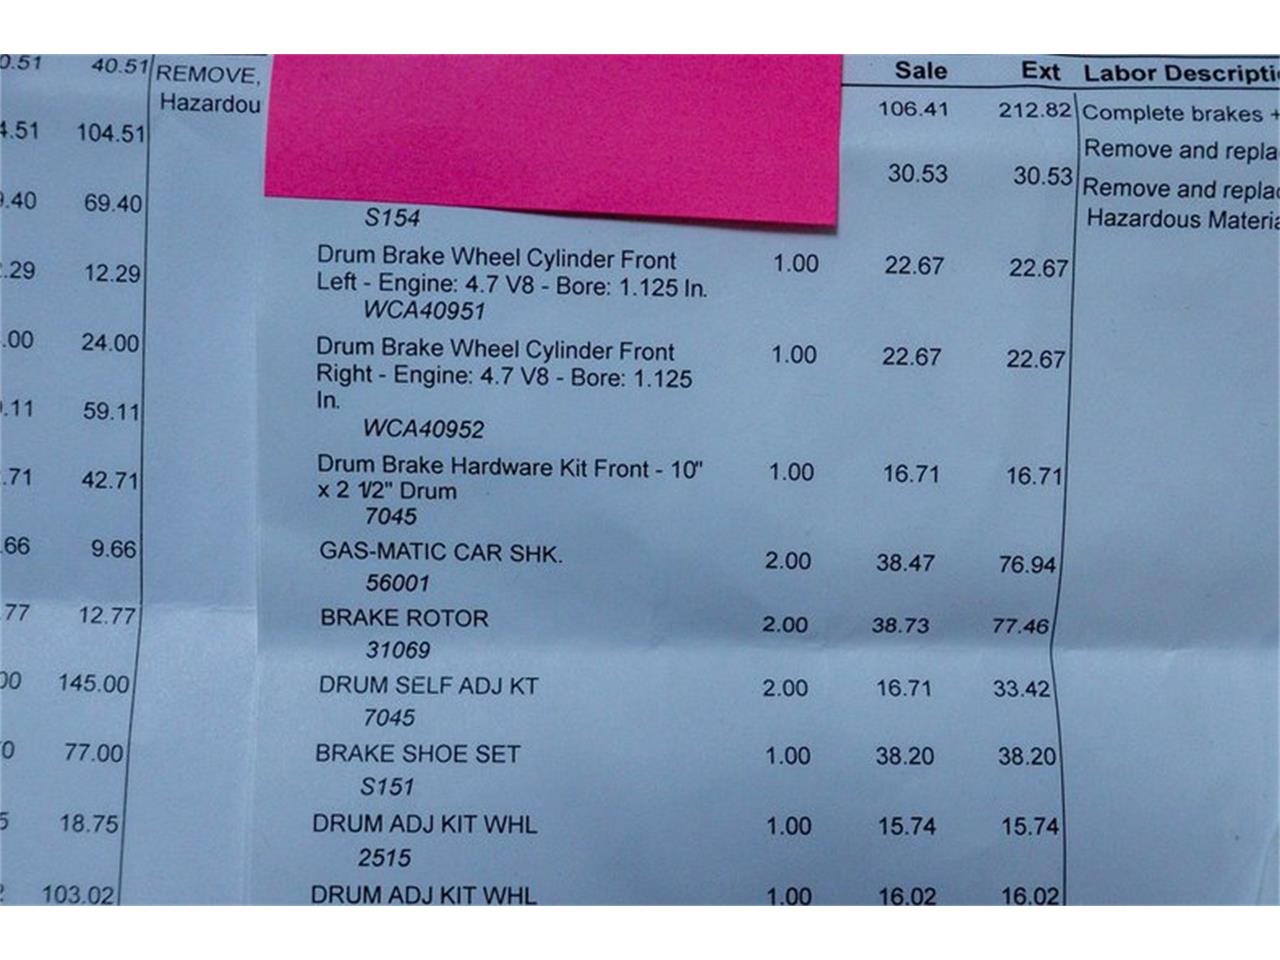 40.51 REMOVE,
Hazardou
104.51
69.40
12.29
24.00
59.11
42.71
9.66
12.77
145.00
77.00
18.75
103.02
Sale Ext Labor Descripti
106.41 212.82 Complete brakes +
Remove and repla
30.53 30.53 Remove and replac
Hazardous Materia
S154
Drum Brake Wheel Cylinder Front 1.00 22.67 22.67
Left - Engine: 4.7 V8 - Bore: 1.125 In.
WCA40951
Drum Brake Wheel Cylinder Front 1.00 22.67 22.67
Right - Engine: 4.7 V8 - Bore: 1.125
In.
WCA40952
Drum Brake Hardware Kit Front - 10" 1.00 16.71 16.71
x 2 1/2" Drum
7045
GAS-MATIC CAR SHK. 2.00 38.47 76.94
56001
BRAKE ROTOR 2.00 38.73 77.46
31069
DRUM SELF ADJ KT 2.00 16.71 33.42
7045
BRAKE SHOE SET 1.00 38.20 38.20
S151
DRUM ADJ KIT WHL 1.00 15.74 15.74
2515
DRUM ADJ KIT WHL 1.00 16.02 16.02